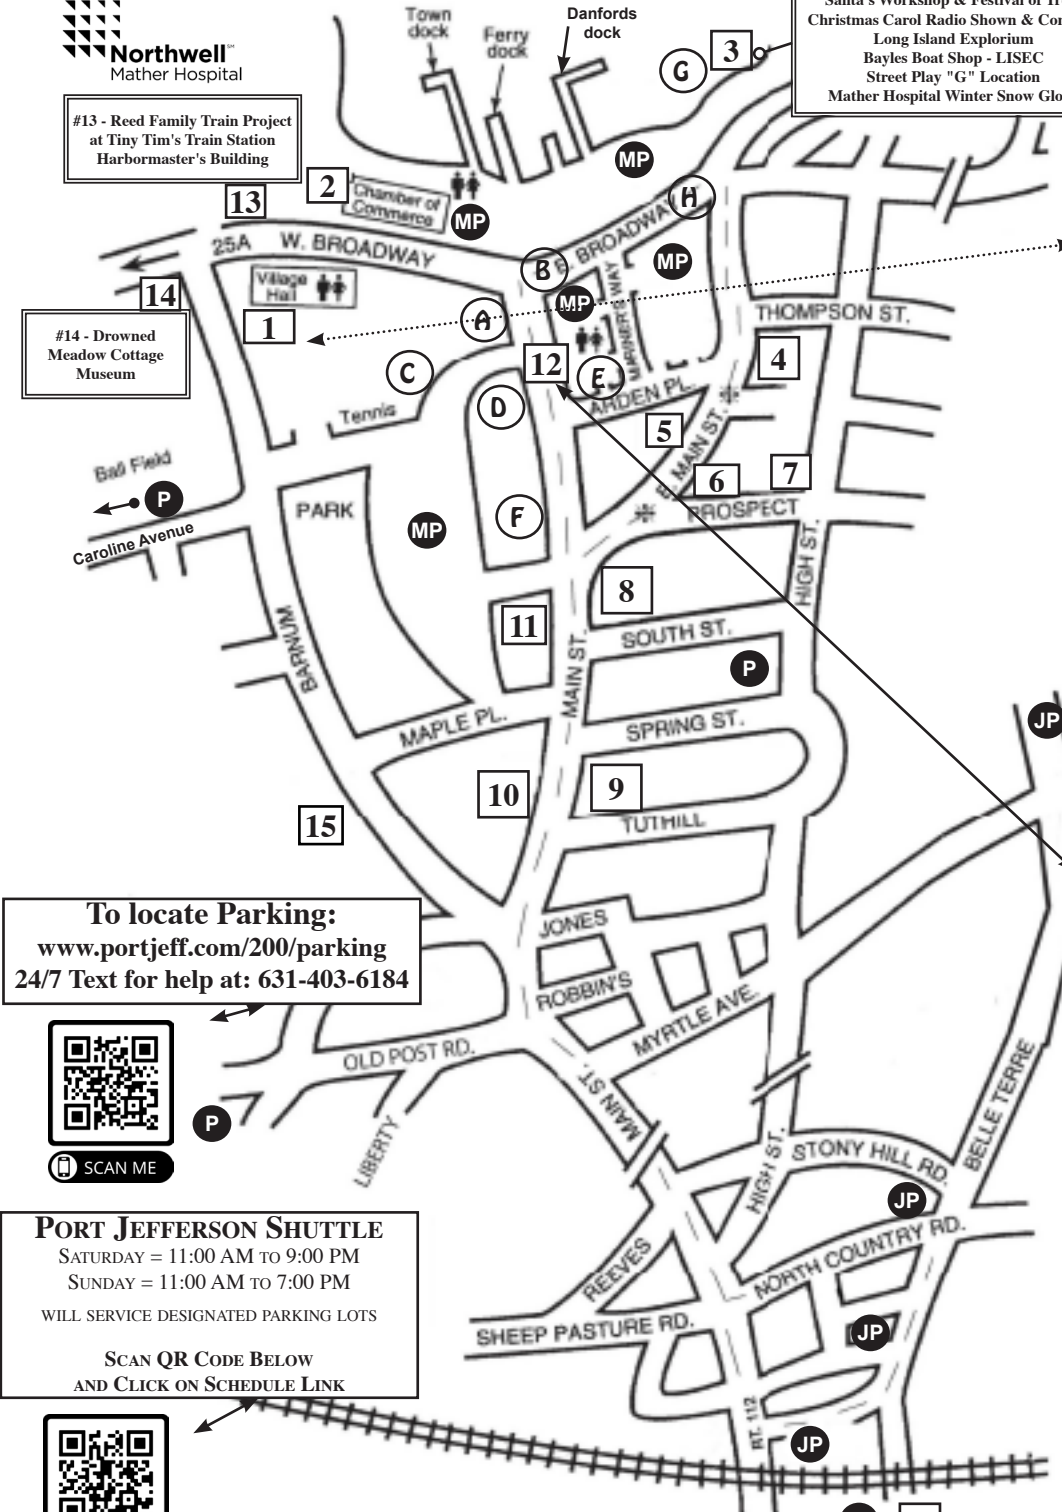 Northwell℠
Mather Hospital
Town
dock
Ferry
dock
Danfords
dock
G
3
Christmas Carol Radio Shown &
Long Island Explorium
Bayles Boat Shop - LISEC
Street Play "G" Location
Mather Hospital Winter Snow
#13 - Reed Family Train Project
at Tiny Tim's Train Station
Harbormaster's Building
13
2
Chamber of
Commerce
MP
MP
H
25A W. BROADWAY
B
E. BROADWAY
MP
MP
14
Village
Hall
1
A
MARINERS WAY
THOMPSON ST.
#14 - Drowned
Meadow Cottage
Museum
C
12
E
4
D
ARDEN PL.
Tennis
5
E. MAIN ST.
Ball Field
P
6
7
PARK
MP
F
PROSPECT
Caroline Avenue
HIGH ST.
8
11
SOUTH ST.
BARNUM
MAIN ST.
P
MAPLE PL.
SPRING ST.
JP
10
9
15
TUTHILL
To locate Parking:
www.portjeff.com/200/parking
24/7 Text for help at: 631-403-6184
JONES
ROBBIN'S
MYRTLE AVE.
OLD POST RD.
MAIN ST.
P
SCAN ME
LIBERTY
BELLE TERRE
HIGH ST.
STONY HILL RD.
JP
PORT JEFFERSON SHUTTLE
SATURDAY = 11:00 AM TO 9:00 PM
SUNDAY = 11:00 AM TO 7:00 PM
WILL SERVICE DESIGNATED PARKING LOTS
SCAN QR CODE BELOW
AND CLICK ON SCHEDULE LINK
REEVES
NORTH COUNTRY RD.
SHEEP PASTURE RD.
JP
RT. 112
JP